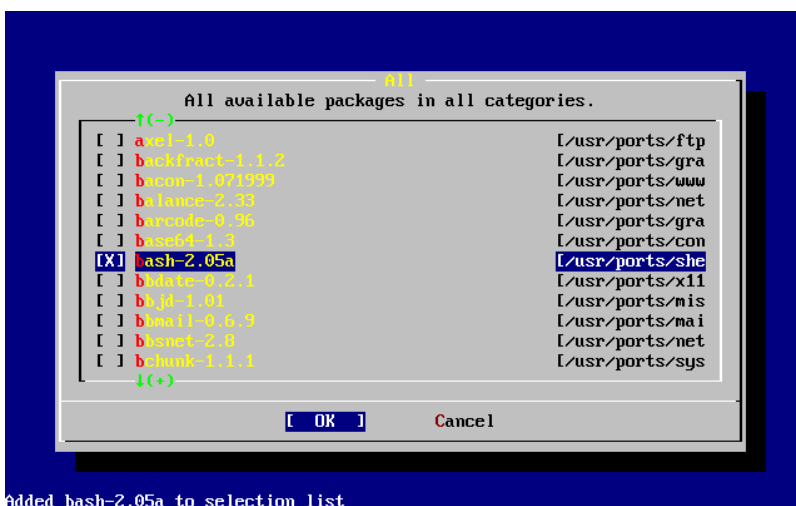 All
All available packages in all categories.
↑(-)
[ ] axel-1.0 [/usr/ports/ftp
[ ] backfract-1.1.2 [/usr/ports/gra
[ ] bacon-1.071999 [/usr/ports/www
[ ] balance-2.33 [/usr/ports/net
[ ] barcode-0.96 [/usr/ports/gra
[ ] base64-1.3 [/usr/ports/con
[X] bash-2.05a [/usr/ports/she
[ ] bbdate-0.2.1 [/usr/ports/x11
[ ] bbjd-1.01 [/usr/ports/mis
[ ] bbmail-0.6.9 [/usr/ports/mai
[ ] bbsnet-2.8 [/usr/ports/net
[ ] bchunk-1.1.1 [/usr/ports/sys
↓(+)
[ OK ] Cancel
Added bash-2.05a to selection list